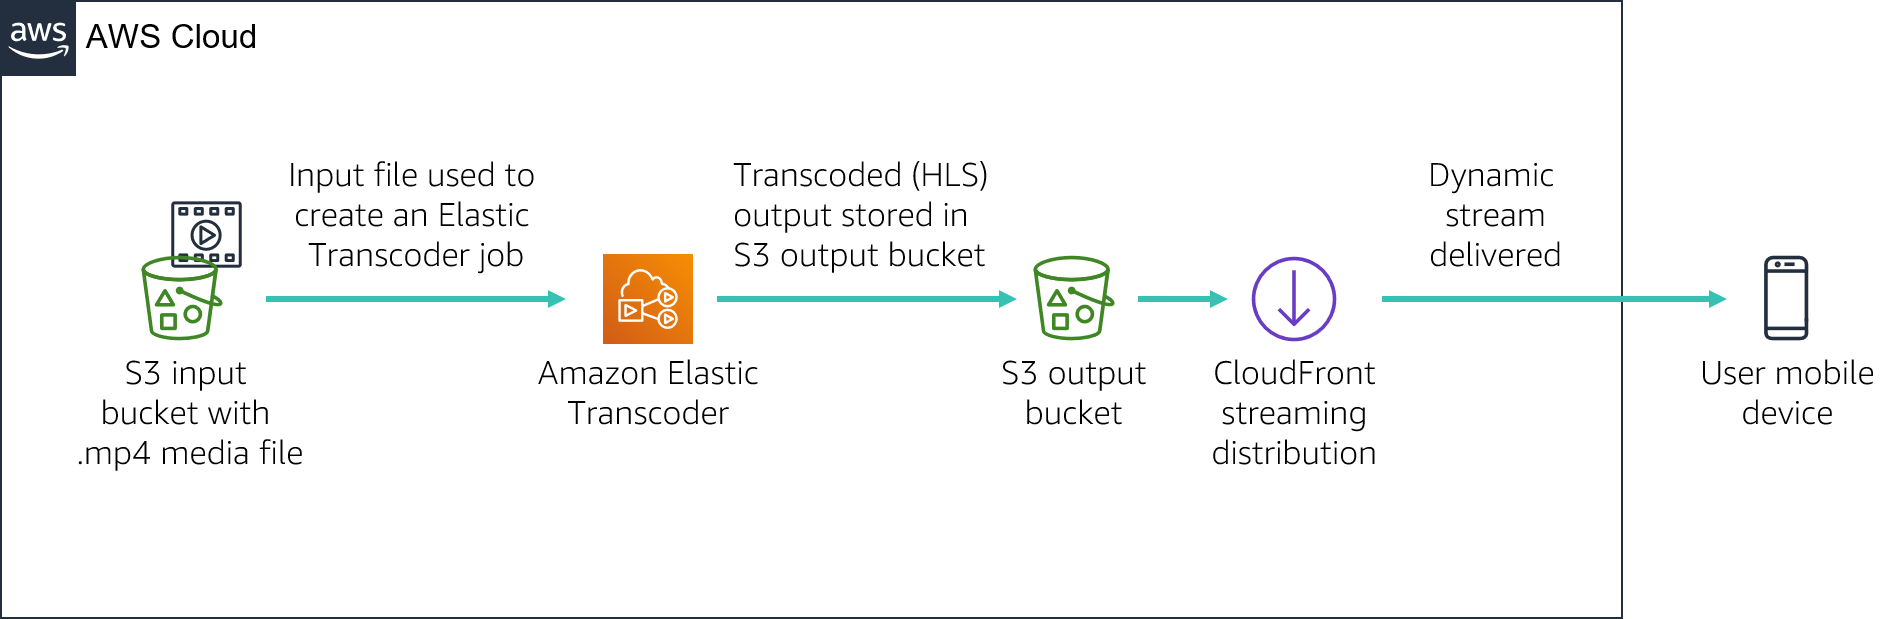 aws
AWS Cloud
Input file used to
create an Elastic
Transcoder job
Transcoded (HLS)
output stored in
S3 output bucket
Dynamic
stream
delivered
S3 input
bucket with
.mp4 media file
Amazon Elastic
Transcoder
S3 output
bucket
CloudFront
streaming
distribution
User mobile
device